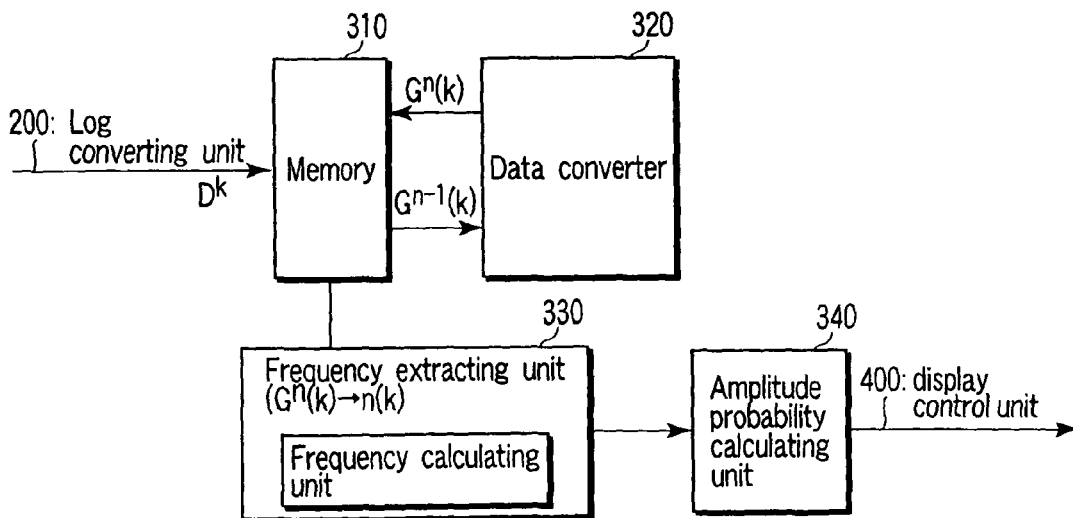 310
320
200: Log
converting unit
D^k
Memory
G^n(k)
G^n-1(k)
Data converter
330
Frequency extracting unit
(G^n(k)→n(k)
Frequency calculating
unit
340
Amplitude
probability
calculating
unit
400: display
control unit